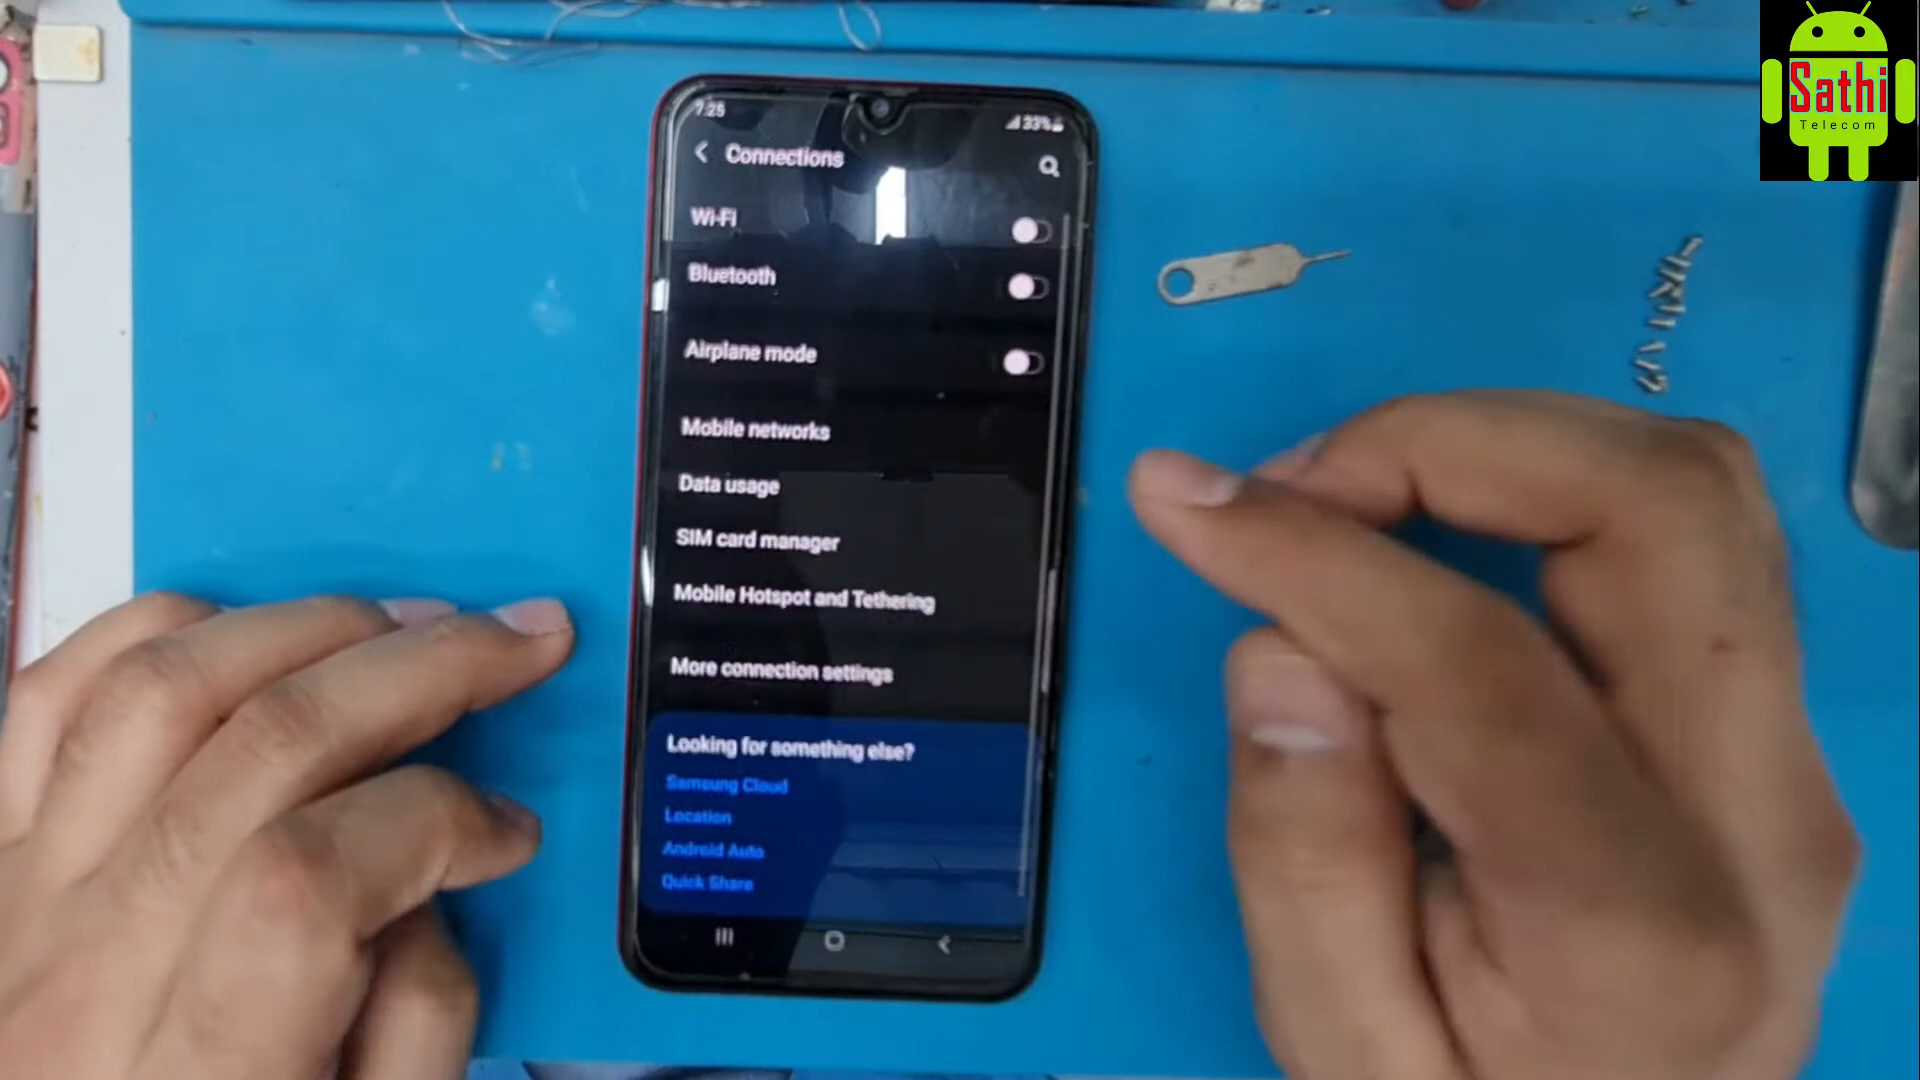 7:25
33%
Connections
Wi-Fi
Bluetooth
Airplane mode
Mobile networks
Data usage
SIM card manager
Mobile Hotspot and Tethering
More connection settings
Looking for something else?
Samsung Cloud
Location
Android Auto
Quick Share
Sathi
Telecom